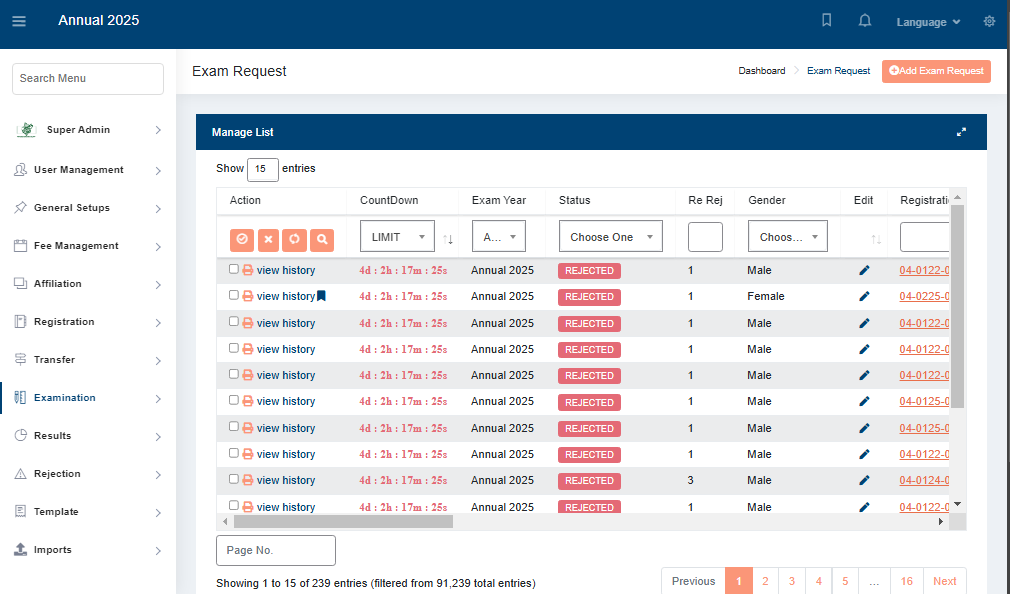 Annual 2025
Language
Search Menu
Exam Request
Dashboard Exam Request Add Exam Request
Super Admin
User Management
General Setups
Fee Management
Affiliation
Registration
Transfer
Examination
Results
Rejection
Template
Imports
Manage List
Show 15 entries
Action CountDown Exam Year Status Re Rej Gender Edit Registrati
LIMIT A... Choose One Choos...
view history 4d : 2h : 17m : 25s Annual 2025 REJECTED 1 Male 04-0122-0
view history 4d : 2h : 17m : 25s Annual 2025 REJECTED 1 Female 04-0225-0
view history 4d : 2h : 17m : 25s Annual 2025 REJECTED 1 Male 04-0122-0
view history 4d : 2h : 17m : 25s Annual 2025 REJECTED 1 Male 04-0122-0
view history 4d : 2h : 17m : 25s Annual 2025 REJECTED 1 Male 04-0122-0
view history 4d : 2h : 17m : 25s Annual 2025 REJECTED 1 Male 04-0125-0
view history 4d : 2h : 17m : 25s Annual 2025 REJECTED 1 Male 04-0125-0
view history 4d : 2h : 17m : 25s Annual 2025 REJECTED 1 Male 04-0122-0
view history 4d : 2h : 17m : 25s Annual 2025 REJECTED 3 Male 04-0124-0
view history 4d : 2h : 17m : 25s Annual 2025 REJECTED 1 Male 04-0122-0
Page No.
Showing 1 to 15 of 239 entries (filtered from 91,239 total entries)
Previous 1 2 3 4 5 ... 16 Next